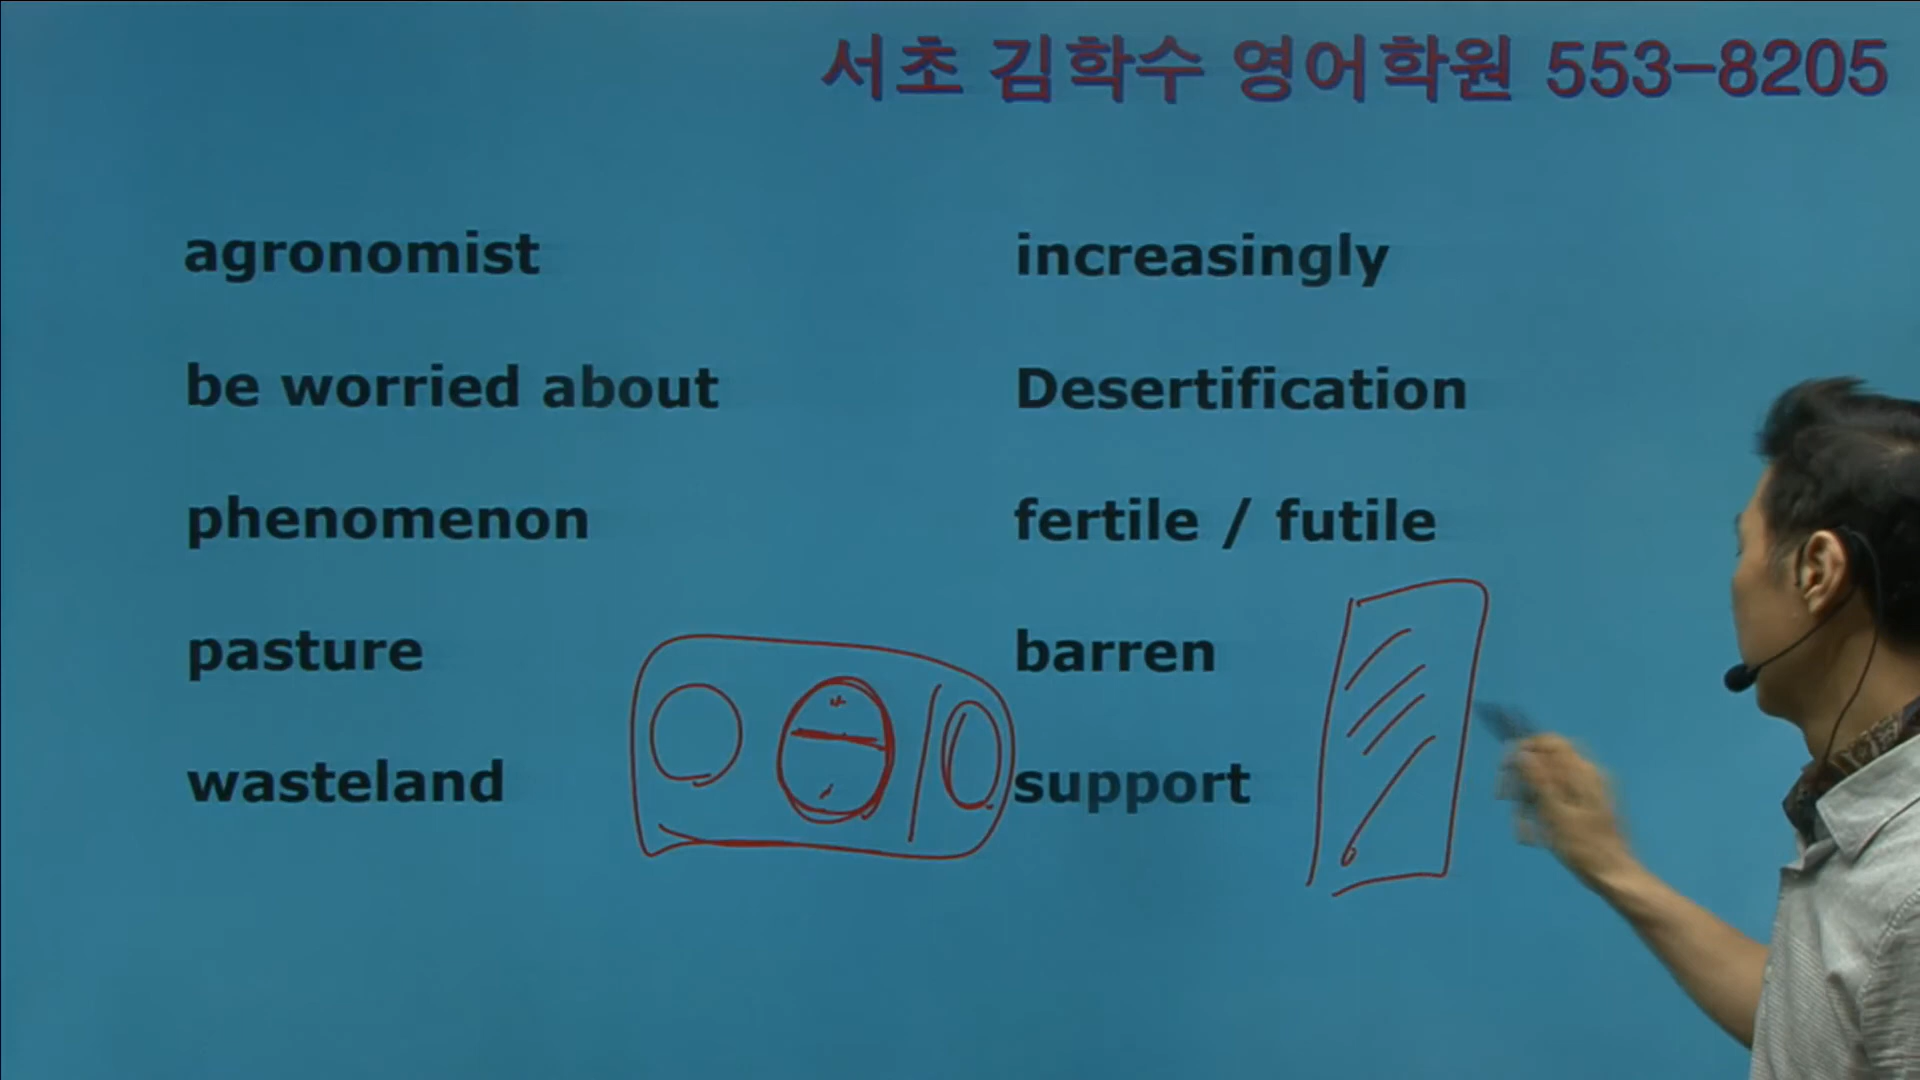 서초 김학수 영어학원 553-8205
agronomist
increasingly
be worried about
Desertification
phenomenon
fertile / futile
pasture
barren
wasteland
support